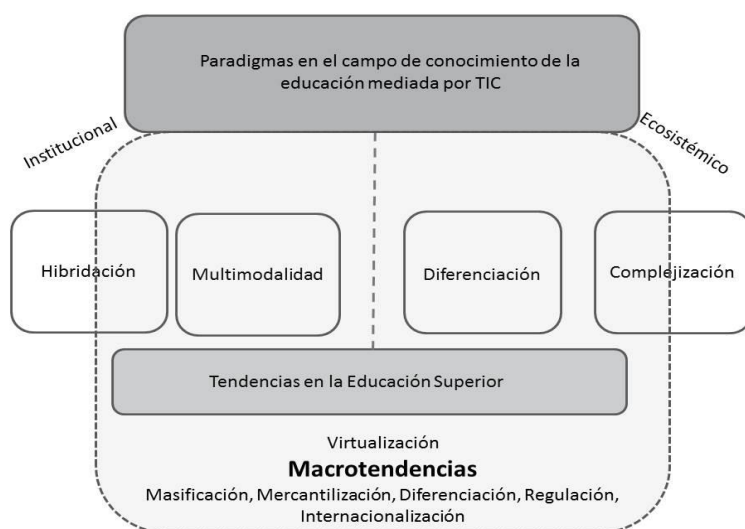 Paradigmas en el campo de conocimiento de la
educación mediada por TIC
Institucional
Ecosistémico
Hibridación
Multimodalidad
Diferenciación
Complejización
Tendencias en la Educación Superior
Virtualización
Macrotendencias
Masificación, Mercantilización, Diferenciación, Regulación,
Internacionalización